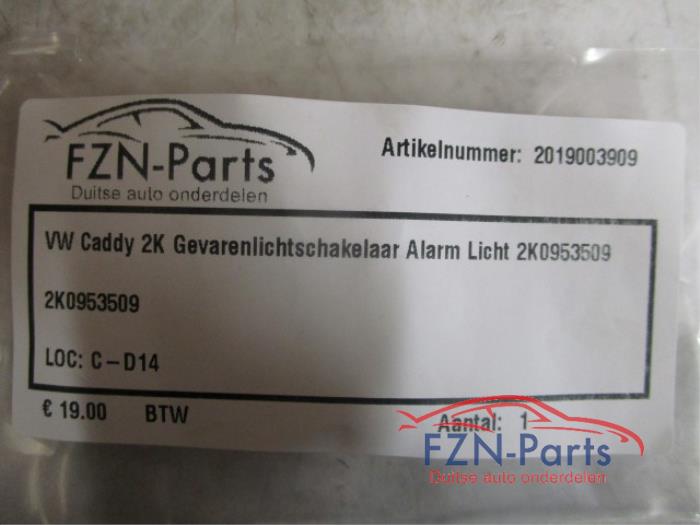 FZN-Parts
Duitse auto onderdelen
Artikelnummer: 2019003909
VW Caddy 2K Gevarenlichtschakelaar Alarm Licht 2K0953509
2K0953509
LOC: C-D14
€ 19.00 BTW
Aantal: 1
FZN-Parts
Duitse auto onderdelen